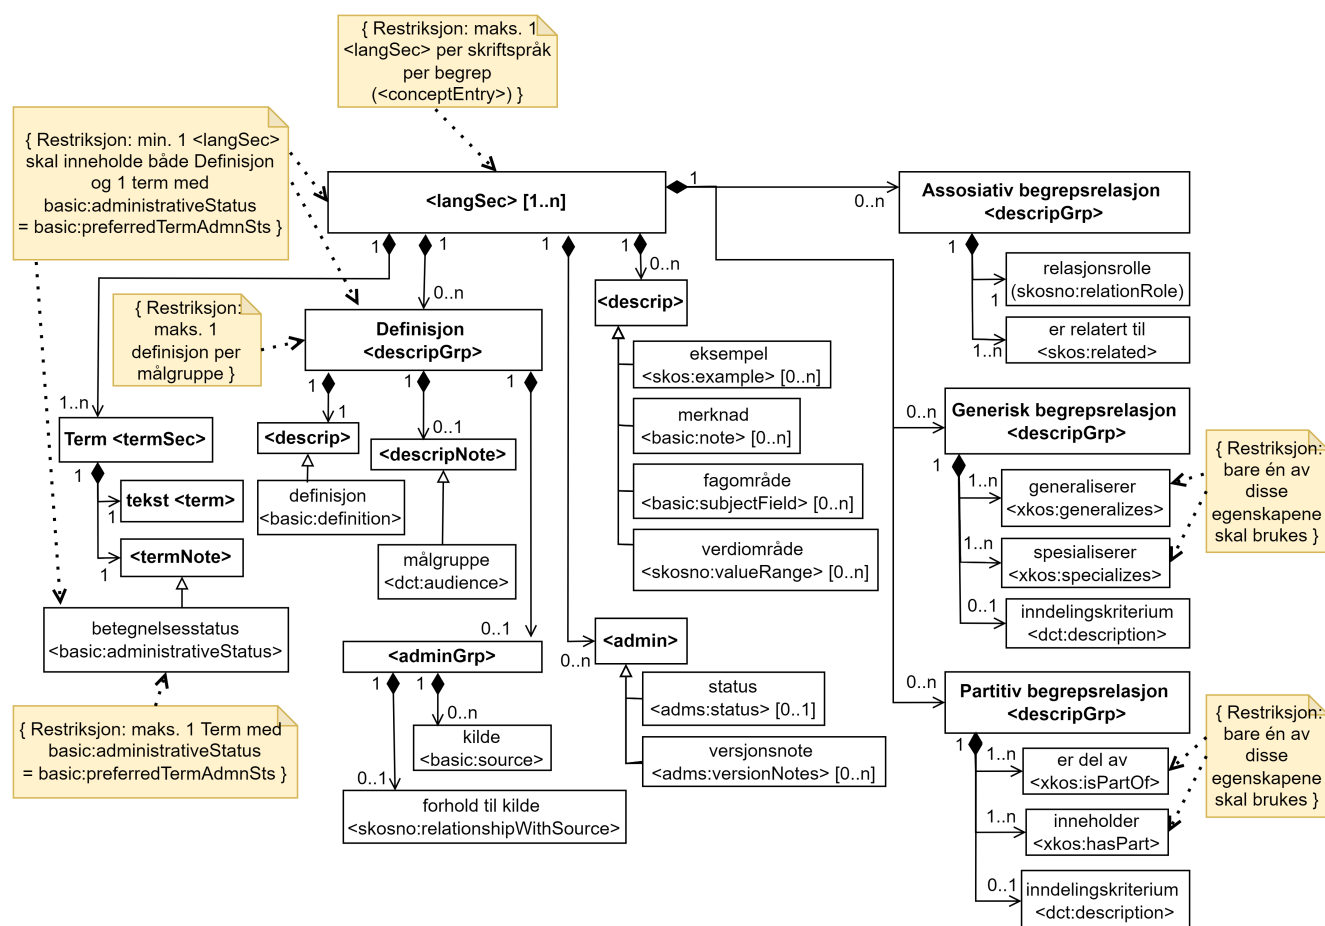 { Restriksjon: maks. 1
<langSec> per skriftspråk
per begrep
(<conceptEntry>) }
{ Restriksjon: min. 1 <langSec>
skal inneholde både Definisjon
og 1 term med
basic:administrativeStatus
= basic:preferredTermAdmnSts }
<langSec> [1..n]
1
0..n
Assosiativ begrepsrelasjon
<descripGrp>
1
relasjonsrolle
(skosno:relationRole)
1
er relatert til
<skos:related>
1..n
1
1
1
1
0..n
0..n
{ Restriksjon:
maks. 1
definisjon per
målgruppe }
Definisjon
<descripGrp>
<descrip>
eksempel
<skos:example> [0..n]
merknad
<basic:note> [0..n]
fagområde
<basic:subjectField> [0..n]
verdiområde
<skosno:valueRange> [0..n]
1..n
Term <termSec>
1
tekst <term>
1
<termNote>
1
betegnelsesstatus
<basic:administrativeStatus>
{ Restriksjon: maks. 1 Term med
basic:administrativeStatus
= basic:preferredTermAdmnSts }
1
1
1
1
0..1
<descrip>
<descripNote>
definisjon
<basic:definition>
målgruppe
<dct:audience>
0..1
<adminGrp>
1
1
0..n
kilde
<basic:source>
0..1
forhold til kilde
<skosno:relationshipWithSource>
0..n
<admin>
status
<adms:status> [0..1]
versjonsnote
<adms:versionNotes> [0..n]
0..n
Generisk begrepsrelasjon
<descripGrp>
1
1..n
generaliserer
<xkos:generalizes>
1..n
spesialiserer
<xkos:specializes>
0..1
inndelingskriterium
<dct:description>
{ Restriksjon:
bare én av
disse
egenskapene
skal brukes }
0..n
Partitiv begrepsrelasjon
<descripGrp>
1
1..n
er del av
<xkos:isPartOf>
1..n
inneholder
<xkos:hasPart>
0..1
inndelingskriterium
<dct:description>
{ Restriksjon:
bare én av
disse
egenskapene
skal brukes }